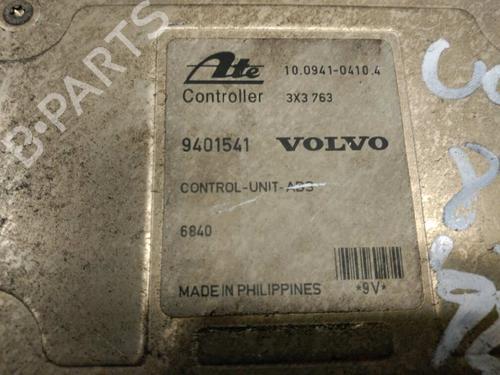 Ate 10.0941-0410.4
Controller 3X3 763
9401541 VOLVO
CONTROL-UNIT-ABS
6840
MADE IN PHILIPPINES *9V*
B-PARTS